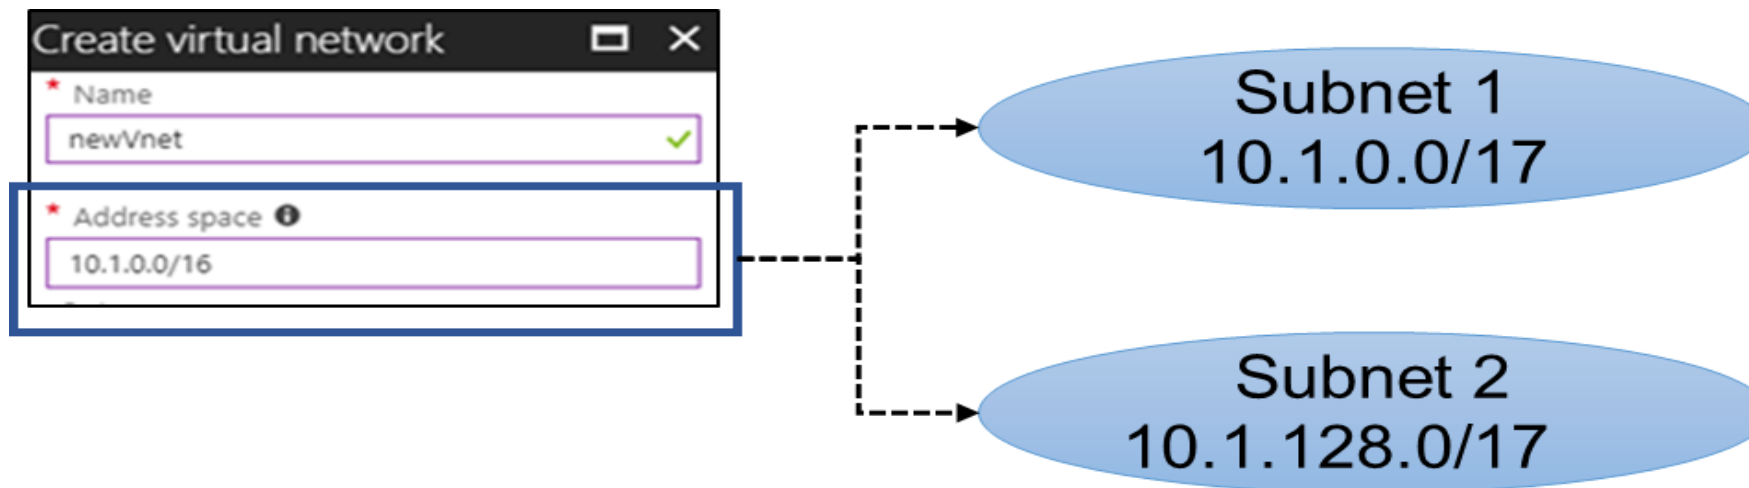 Create virtual network
* Name
newVnet
* Address space
10.1.0.0/16
Subnet 1
10.1.0.0/17
Subnet 2
10.1.128.0/17